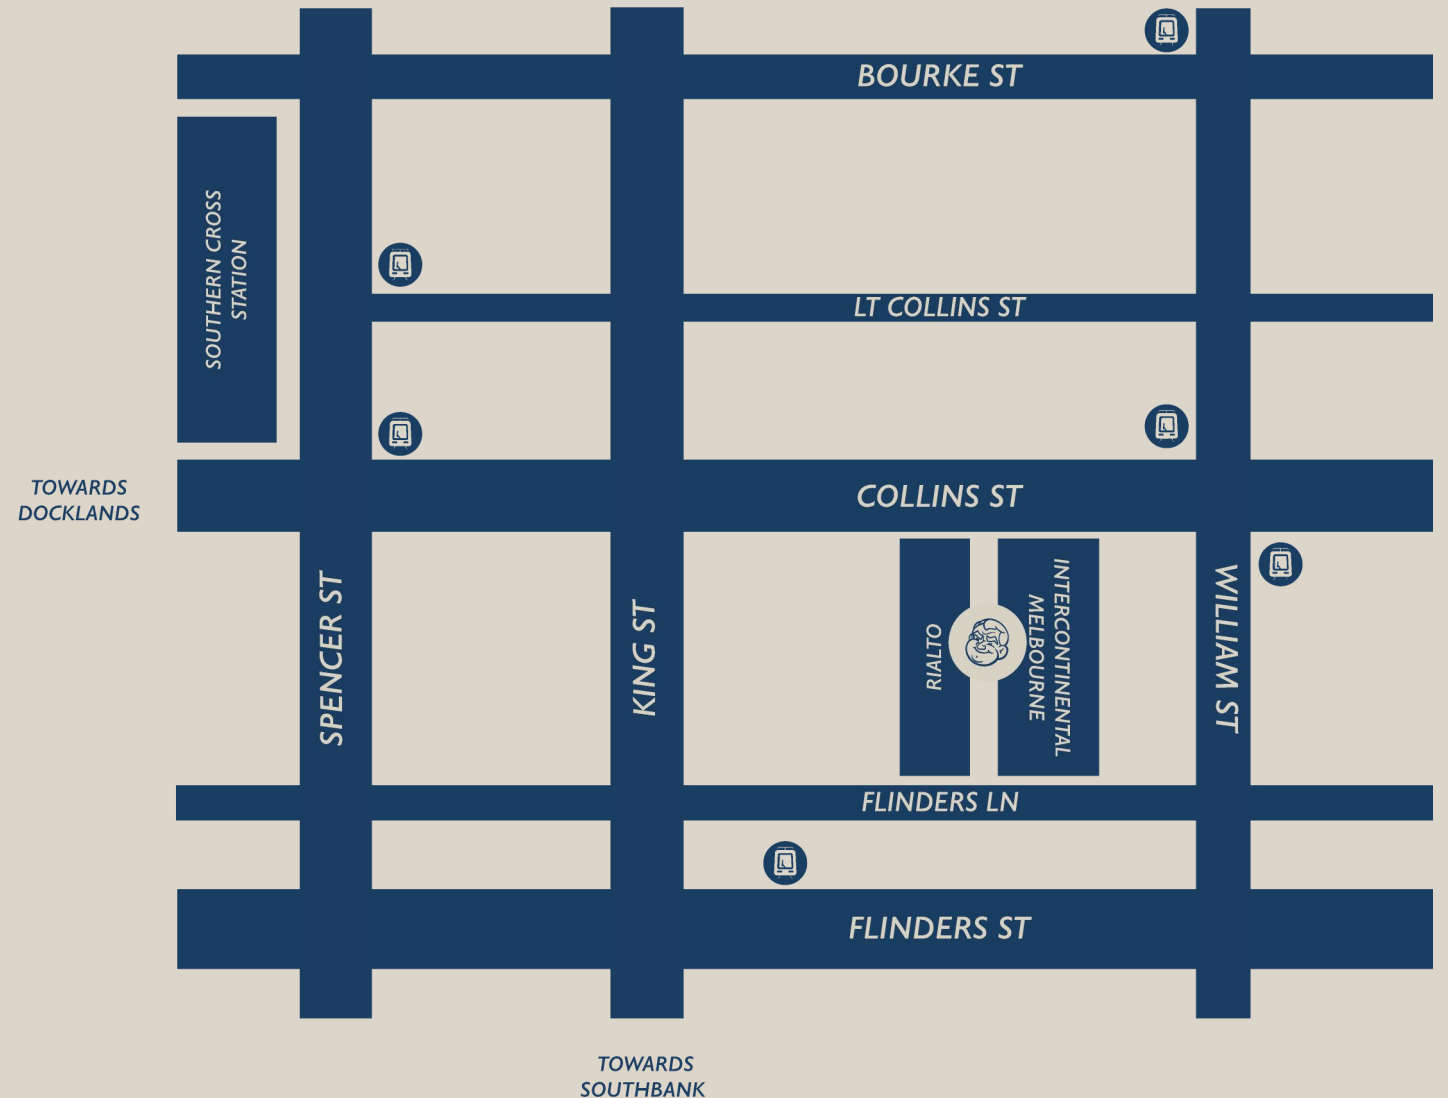 BOURKE ST
SOUTHERN CROSS
STATION
LT COLLINS ST
TOWARDS
DOCKLANDS
COLLINS ST
SPENCER ST
KING ST
RIALTO
INTERCONTINENTAL
MELBOURNE
WILLIAM ST
FLINDERS LN
FLINDERS ST
TOWARDS
SOUTHBANK